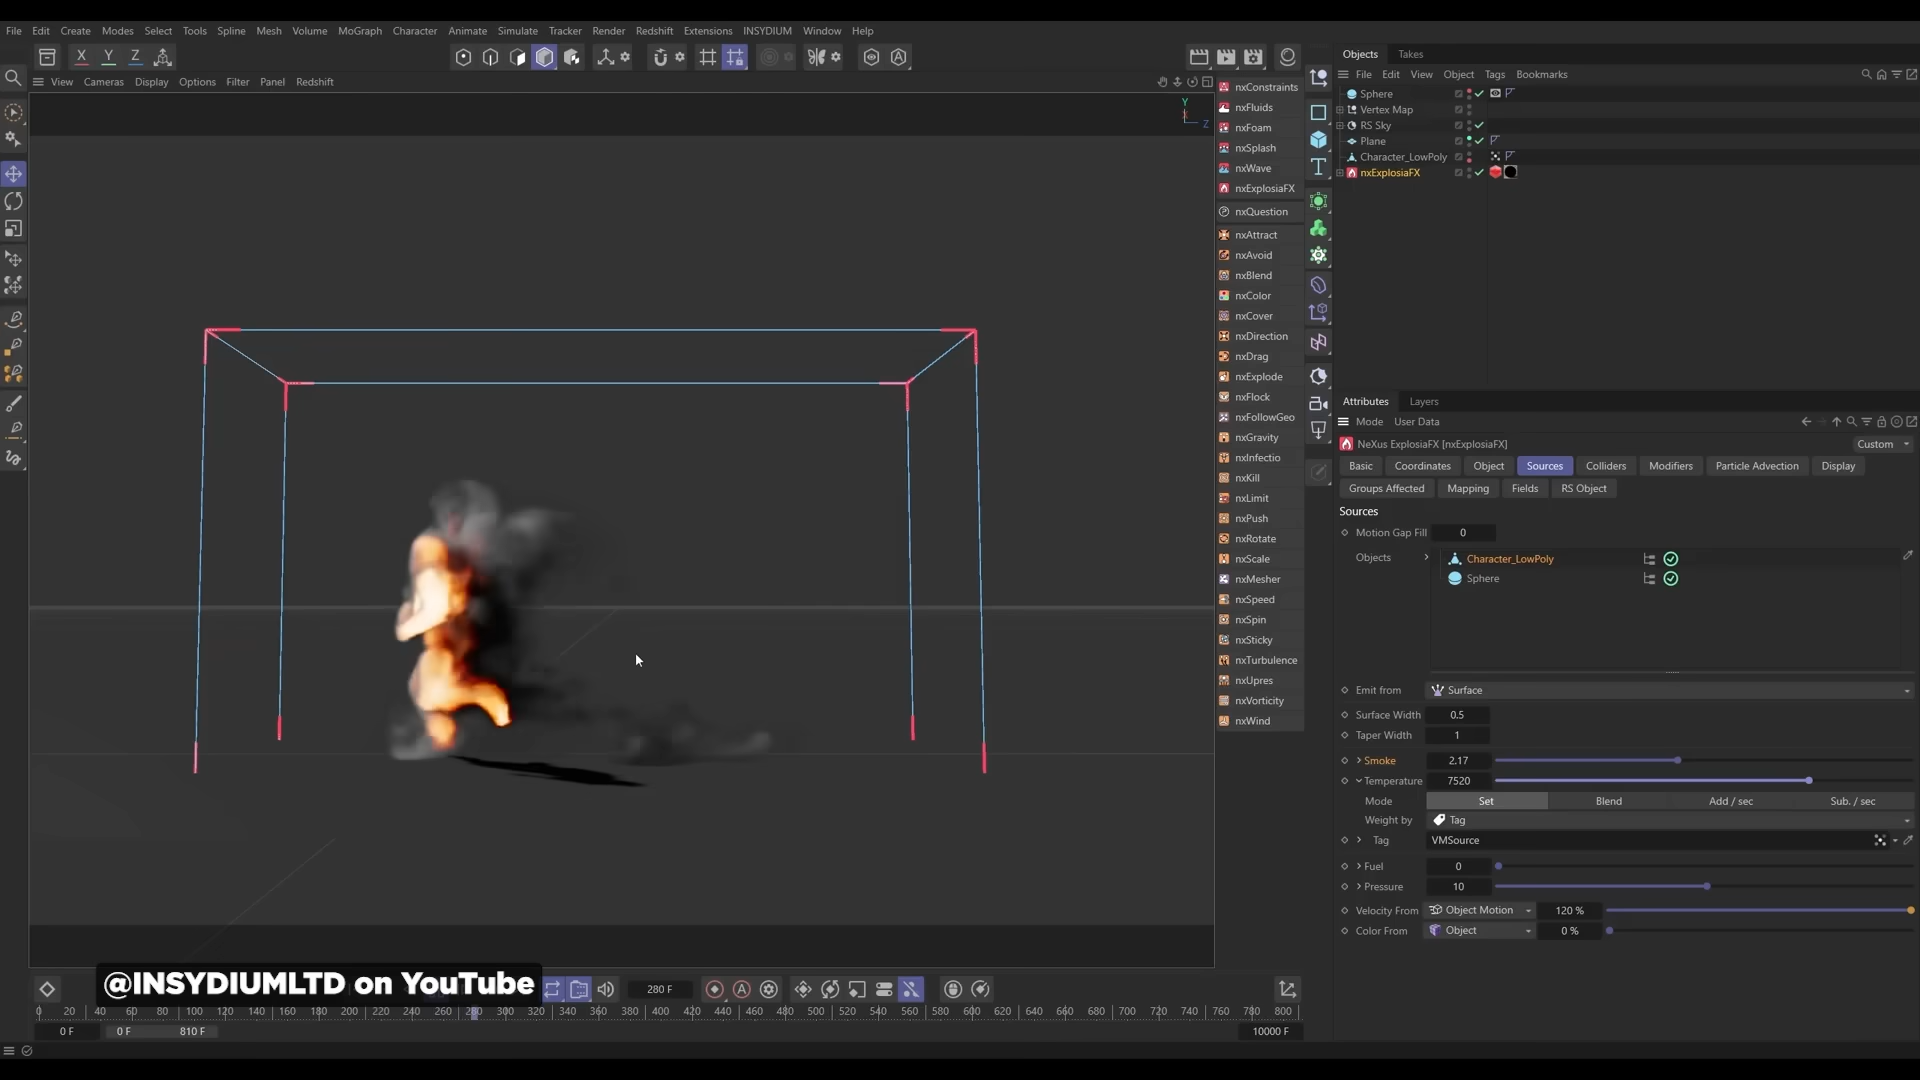 File Edit Create Modes Select Tools Spline Mesh Volume MoGraph Character Animate Simulate Tracker Render Redshift Extensions INSYDIUM Window Help
X Y Z
View Cameras Display Options Filter Panel Redshift
Y
Z
nxConstraints
nxFluids
nxFoam
nxSplash
nxWave
nxExplosiaFX
nxQuestion
nxAttract
nxAvoid
nxBlend
nxColor
nxCover
nxDirection
nxDrag
nxExplode
nxFlock
nxFollowGeo
nxGravity
nxInfectio
nxKill
nxLimit
nxPush
nxRotate
nxScale
nxMesher
nxSpeed
nxSpin
nxSticky
nxTurbulence
nxUpres
nxVorticity
nxWind
Objects Takes
File Edit View Object Tags Bookmarks
Sphere
Vertex Map
RS Sky
Plane
Character_LowPoly
nxExplosiaFX
Attributes Layers
Mode User Data
NeXus ExplosiaFX [nxExplosiaFX] Custom
Basic Coordinates Object Sources Colliders Modifiers Particle Advection Display
Groups Affected Mapping Fields RS Object
Sources
Motion Gap Fill 0
Objects Character_LowPoly
Sphere
Emit from Surface
Surface Width 0.5
Taper Width 1
Smoke 2.17
Temperature 7520
Mode Set Blend Add / sec Sub. / sec
Weight by Tag
Tag VMSource
Fuel 0
Pressure 10
Velocity From Object Motion 120 %
Color From Object 0 %
@INSYDIUMLTD on YouTube
280 F
0 20 40 60 80 100 120 140 160 180 200 220 240 260 280 300 320 340 360 380 400 420 440 460 480 500 520 540 560 580 600 620 640 660 680 700 720 740 760 780 800
0 F 0 F 810 F 10000 F